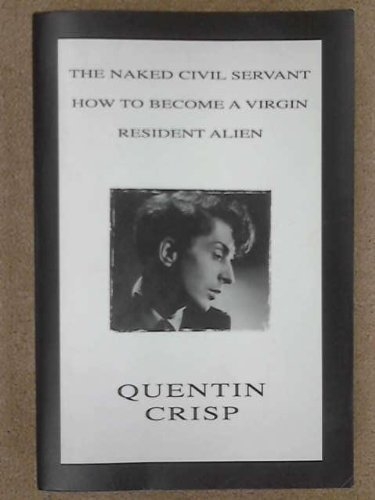 THE NAKED CIVIL SERVANT
HOW TO BECOME A VIRGIN
RESIDENT ALIEN
QUENTIN
CRISP